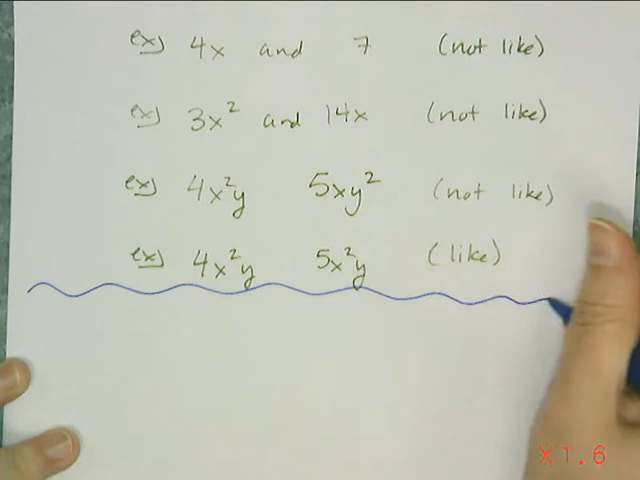 ex) 4x and 7 (not like)
ex) 3x² and 14x (not like)
ex) 4x²y 5xy² (not like)
ex) 4x²y 5x²y (like)
X1.6